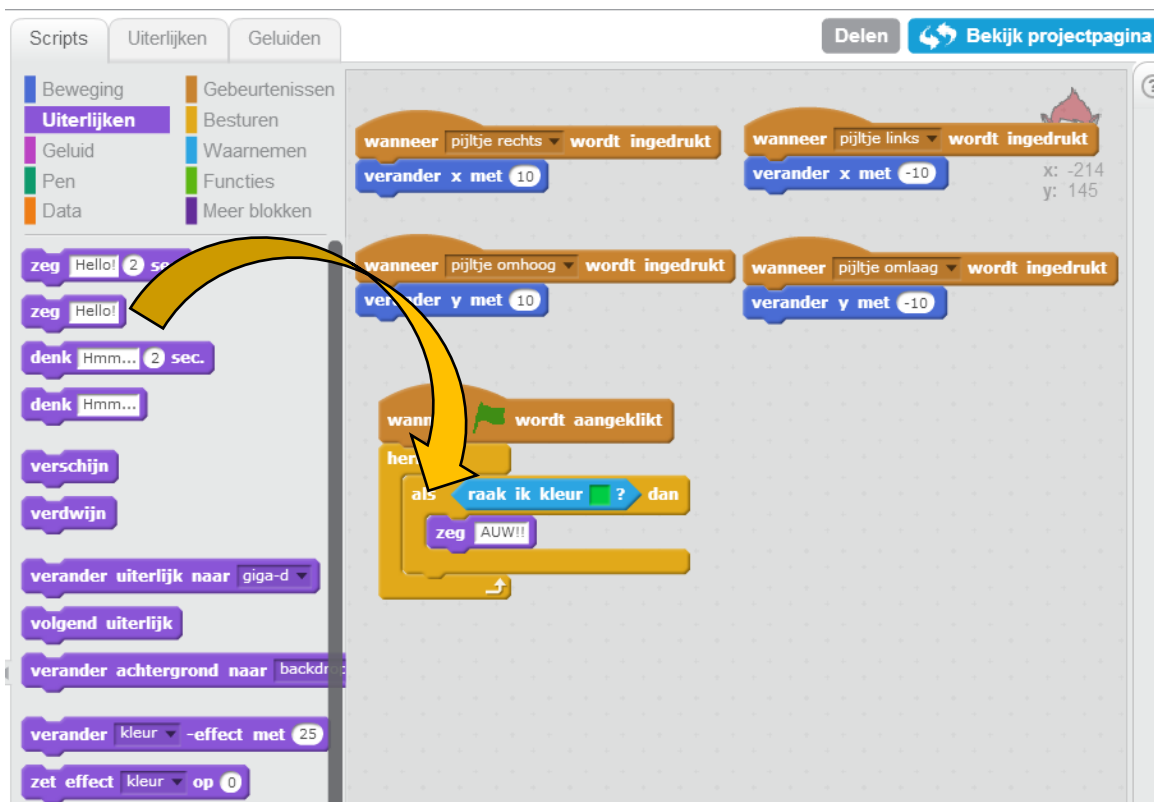 Scripts Uiterlijken Geluiden
Delen Bekijk projectpagina
Beweging Gebeurtenissen
Uiterlijken Besturen
Geluid Waarnemen
Pen Functies
Data Meer blokken
zeg Hello! 2
zeg Hello!
denk Hmm... 2 sec.
denk Hmm...
verschijn
verdwijn
verander uiterlijk naar giga-d
volgend uiterlijk
verander achtergrond naar
verander kleur -effect met 25
zet effect kleur op 0
wanneer pijltje rechts wordt ingedrukt
verander x met 10
wanneer pijltje links wordt ingedrukt
verander x met -10
x: -214
y: 145
wanneer pijltje omhoog wordt ingedrukt
verander y met 10
wanneer pijltje omlaag wordt ingedrukt
verander y met -10
wordt aangeklikt
als raak ik kleur ? dan
zeg AUW!!